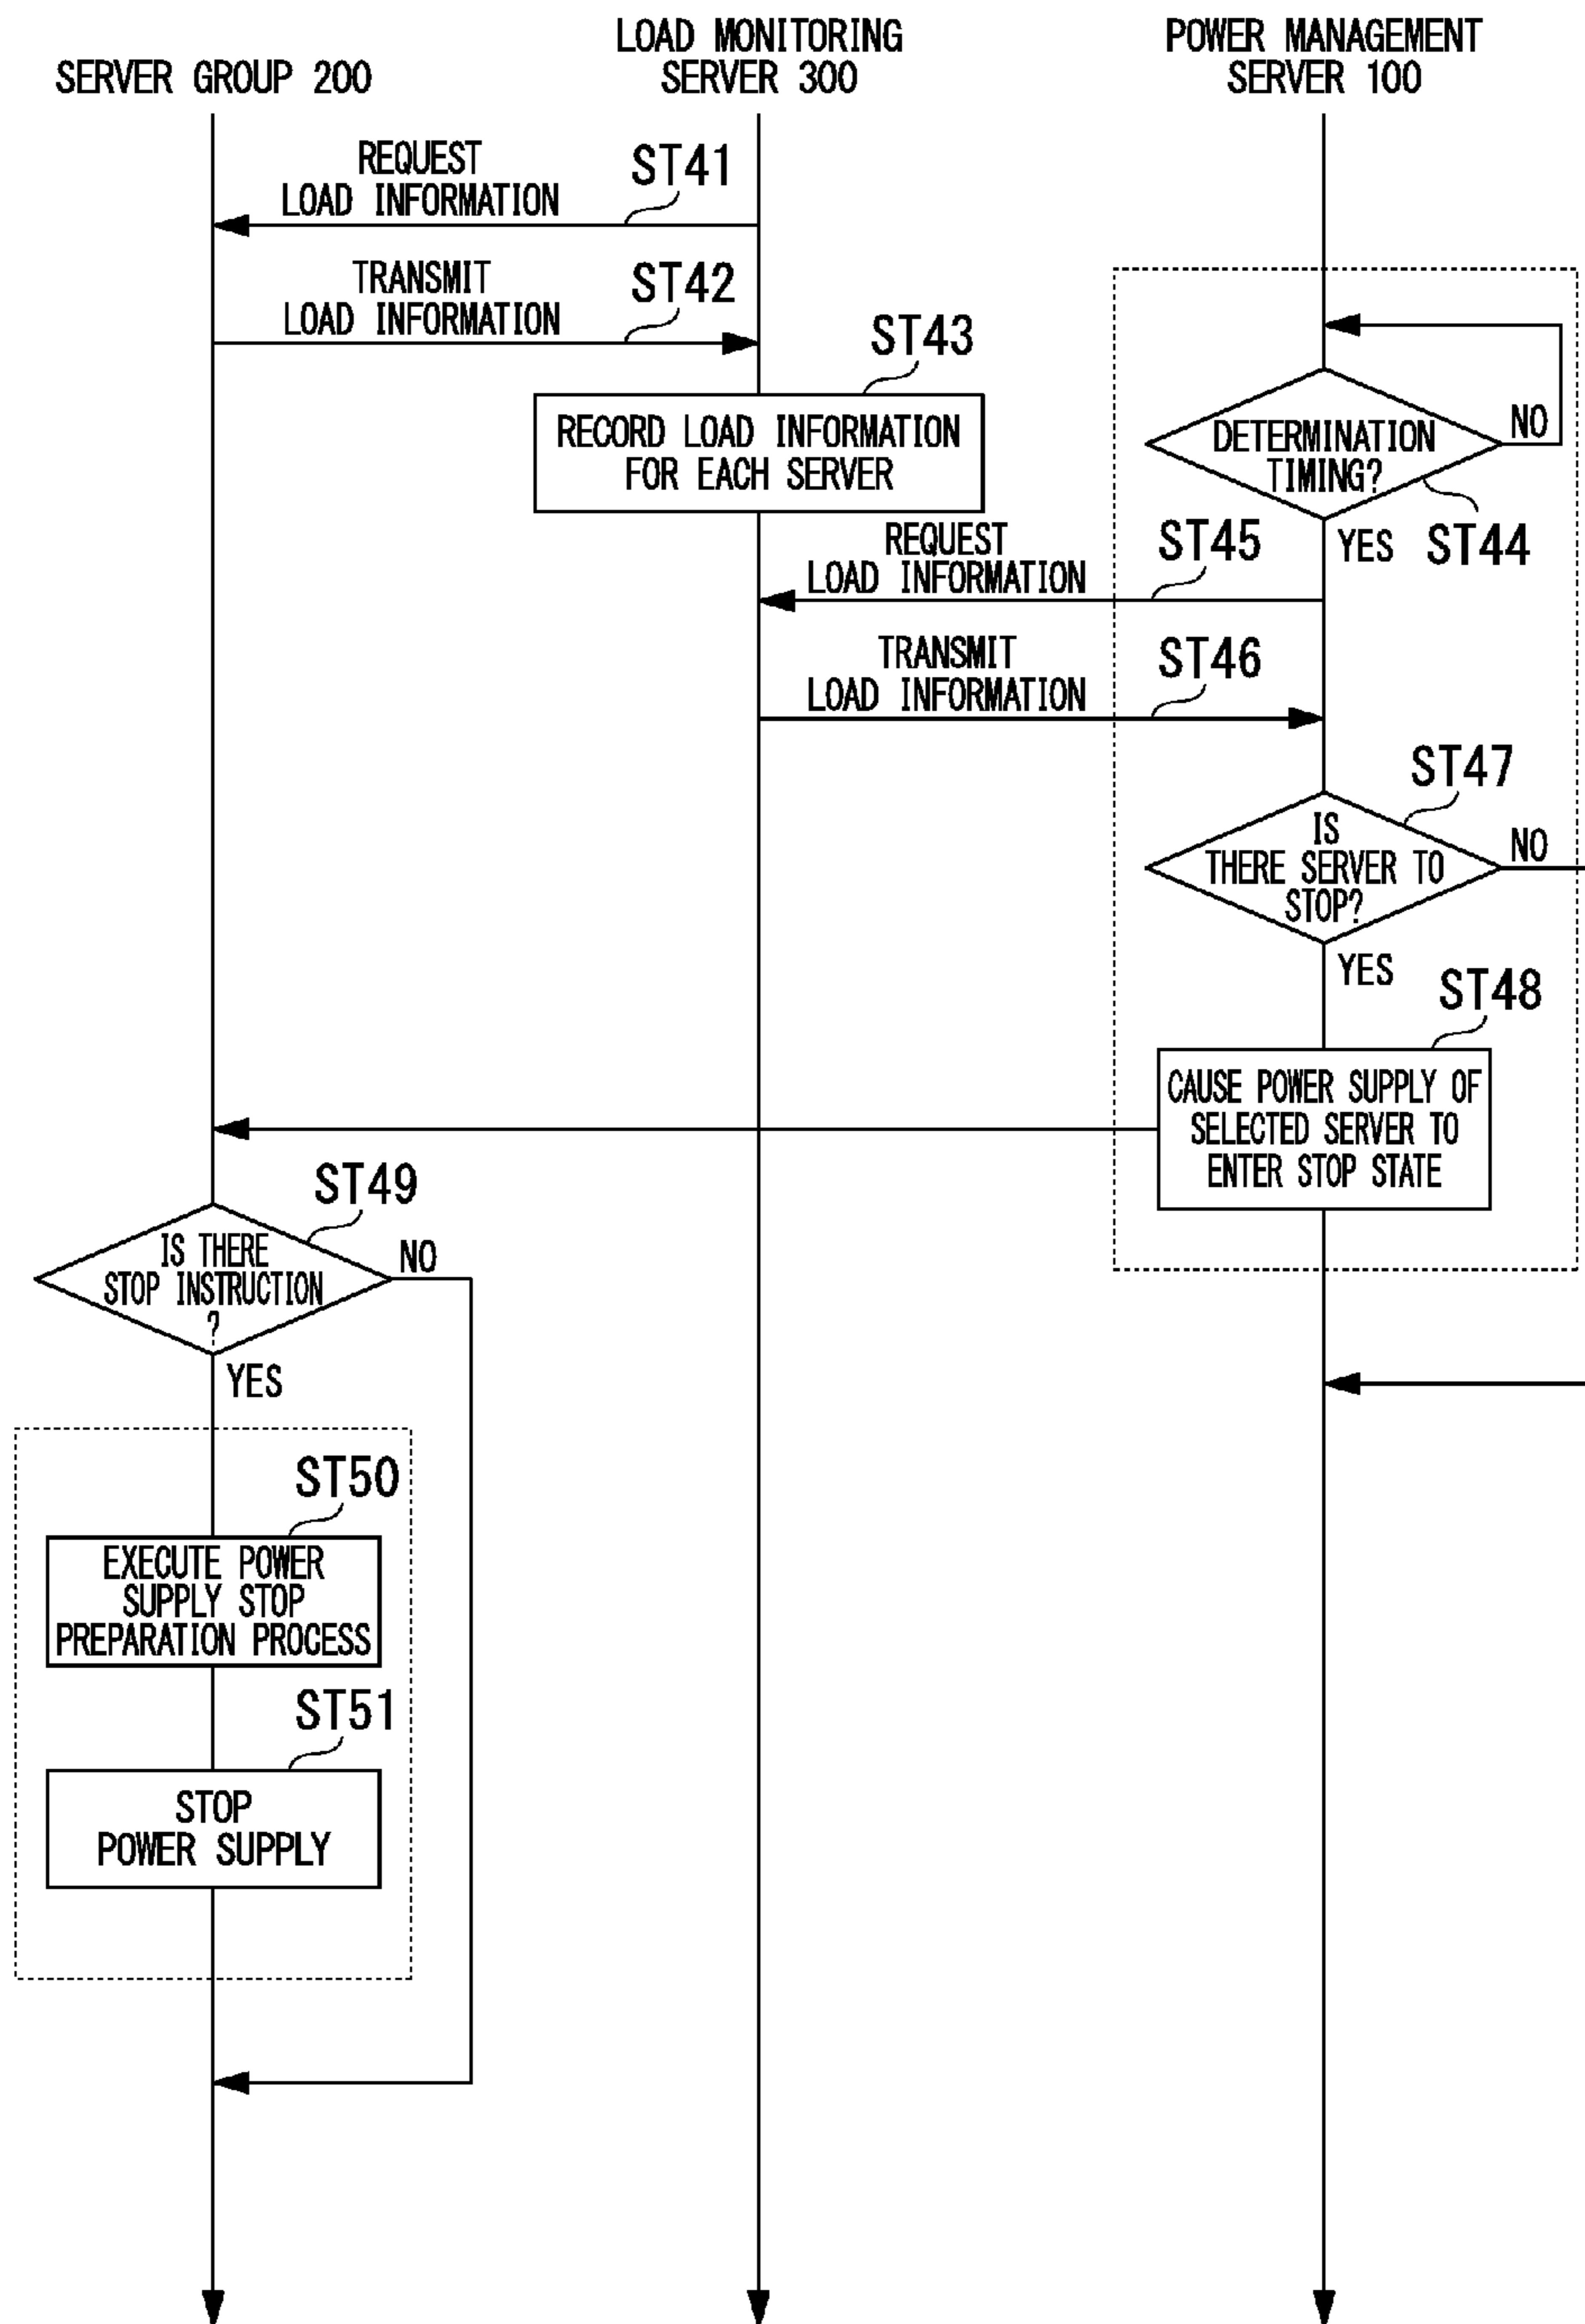 SERVER GROUP 200
LOAD MONITORING
SERVER 300
POWER MANAGEMENT
SERVER 100
REQUEST
LOAD INFORMATION
ST41
TRANSMIT
LOAD INFORMATION
ST42
ST43
RECORD LOAD INFORMATION
FOR EACH SERVER
DETERMINATION
TIMING?
NO
YES
ST44
REQUEST
LOAD INFORMATION
ST45
TRANSMIT
LOAD INFORMATION
ST46
ST47
IS
THERE SERVER TO
STOP?
NO
YES
ST48
CAUSE POWER SUPPLY OF
SELECTED SERVER TO
ENTER STOP STATE
ST49
IS THERE
STOP INSTRUCTION
?
NO
YES
ST50
EXECUTE POWER
SUPPLY STOP
PREPARATION PROCESS
ST51
STOP
POWER SUPPLY